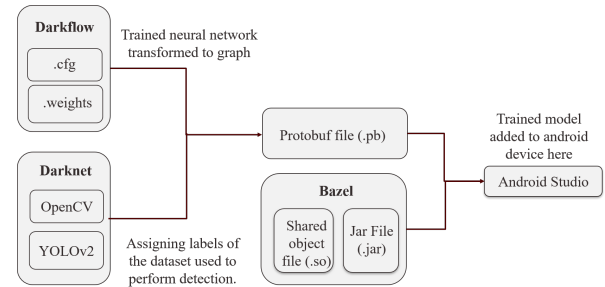 Darkflow
.cfg
.weights
Trained neural network
transformed to graph
Darknet
OpenCV
YOLOv2
Assigning labels of
the dataset used to
perform detection.
Protobuf file (.pb)
Bazel
Shared
object
file (.so)
Jar File
(.jar)
Trained model
added to android
device here
Android Studio